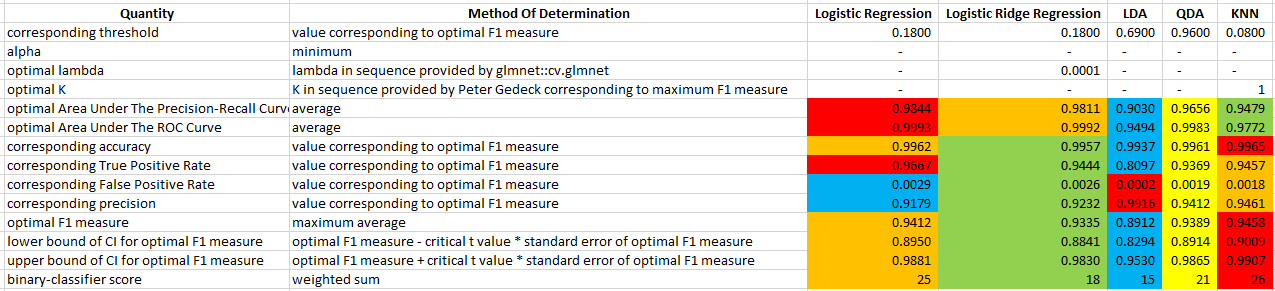 Quantity Method Of Determination Logistic Regression Logistic Ridge Regression LDA QDA KNN
corresponding threshold value corresponding to optimal F1 measure 0.1800 0.1800 0.6900 0.9600 0.0800
alpha minimum - - - - -
optimal lambda lambda in sequence provided by glmnet::cv.glmnet - 0.0001 - - -
optimal K K in sequence provided by Peter Gedeck corresponding to maximum F1 measure - - - - 1
optimal Area Under The Precision-Recall Curv average 0.9844 0.9811 0.9030 0.9656 0.9479
optimal Area Under The ROC Curve average 0.9993 0.9992 0.9494 0.9983 0.9772
corresponding accuracy value corresponding to optimal F1 measure 0.9962 0.9957 0.9937 0.9961 0.9965
corresponding True Positive Rate value corresponding to optimal F1 measure 0.9667 0.9444 0.8097 0.9369 0.9457
corresponding False Positive Rate value corresponding to optimal F1 measure 0.0029 0.0026 0.0002 0.0019 0.0018
corresponding precision value corresponding to optimal F1 measure 0.9179 0.9232 0.9916 0.9412 0.9461
optimal F1 measure maximum average 0.9412 0.9335 0.8912 0.9389 0.9458
lower bound of CI for optimal F1 measure optimal F1 measure - critical t value * standard error of optimal F1 measure 0.8950 0.8841 0.8294 0.8914 0.9009
upper bound of CI for optimal F1 measure optimal F1 measure + critical t value * standard error of optimal F1 measure 0.9881 0.9830 0.9530 0.9865 0.9907
binary-classifier score weighted sum 25 18 15 21 26